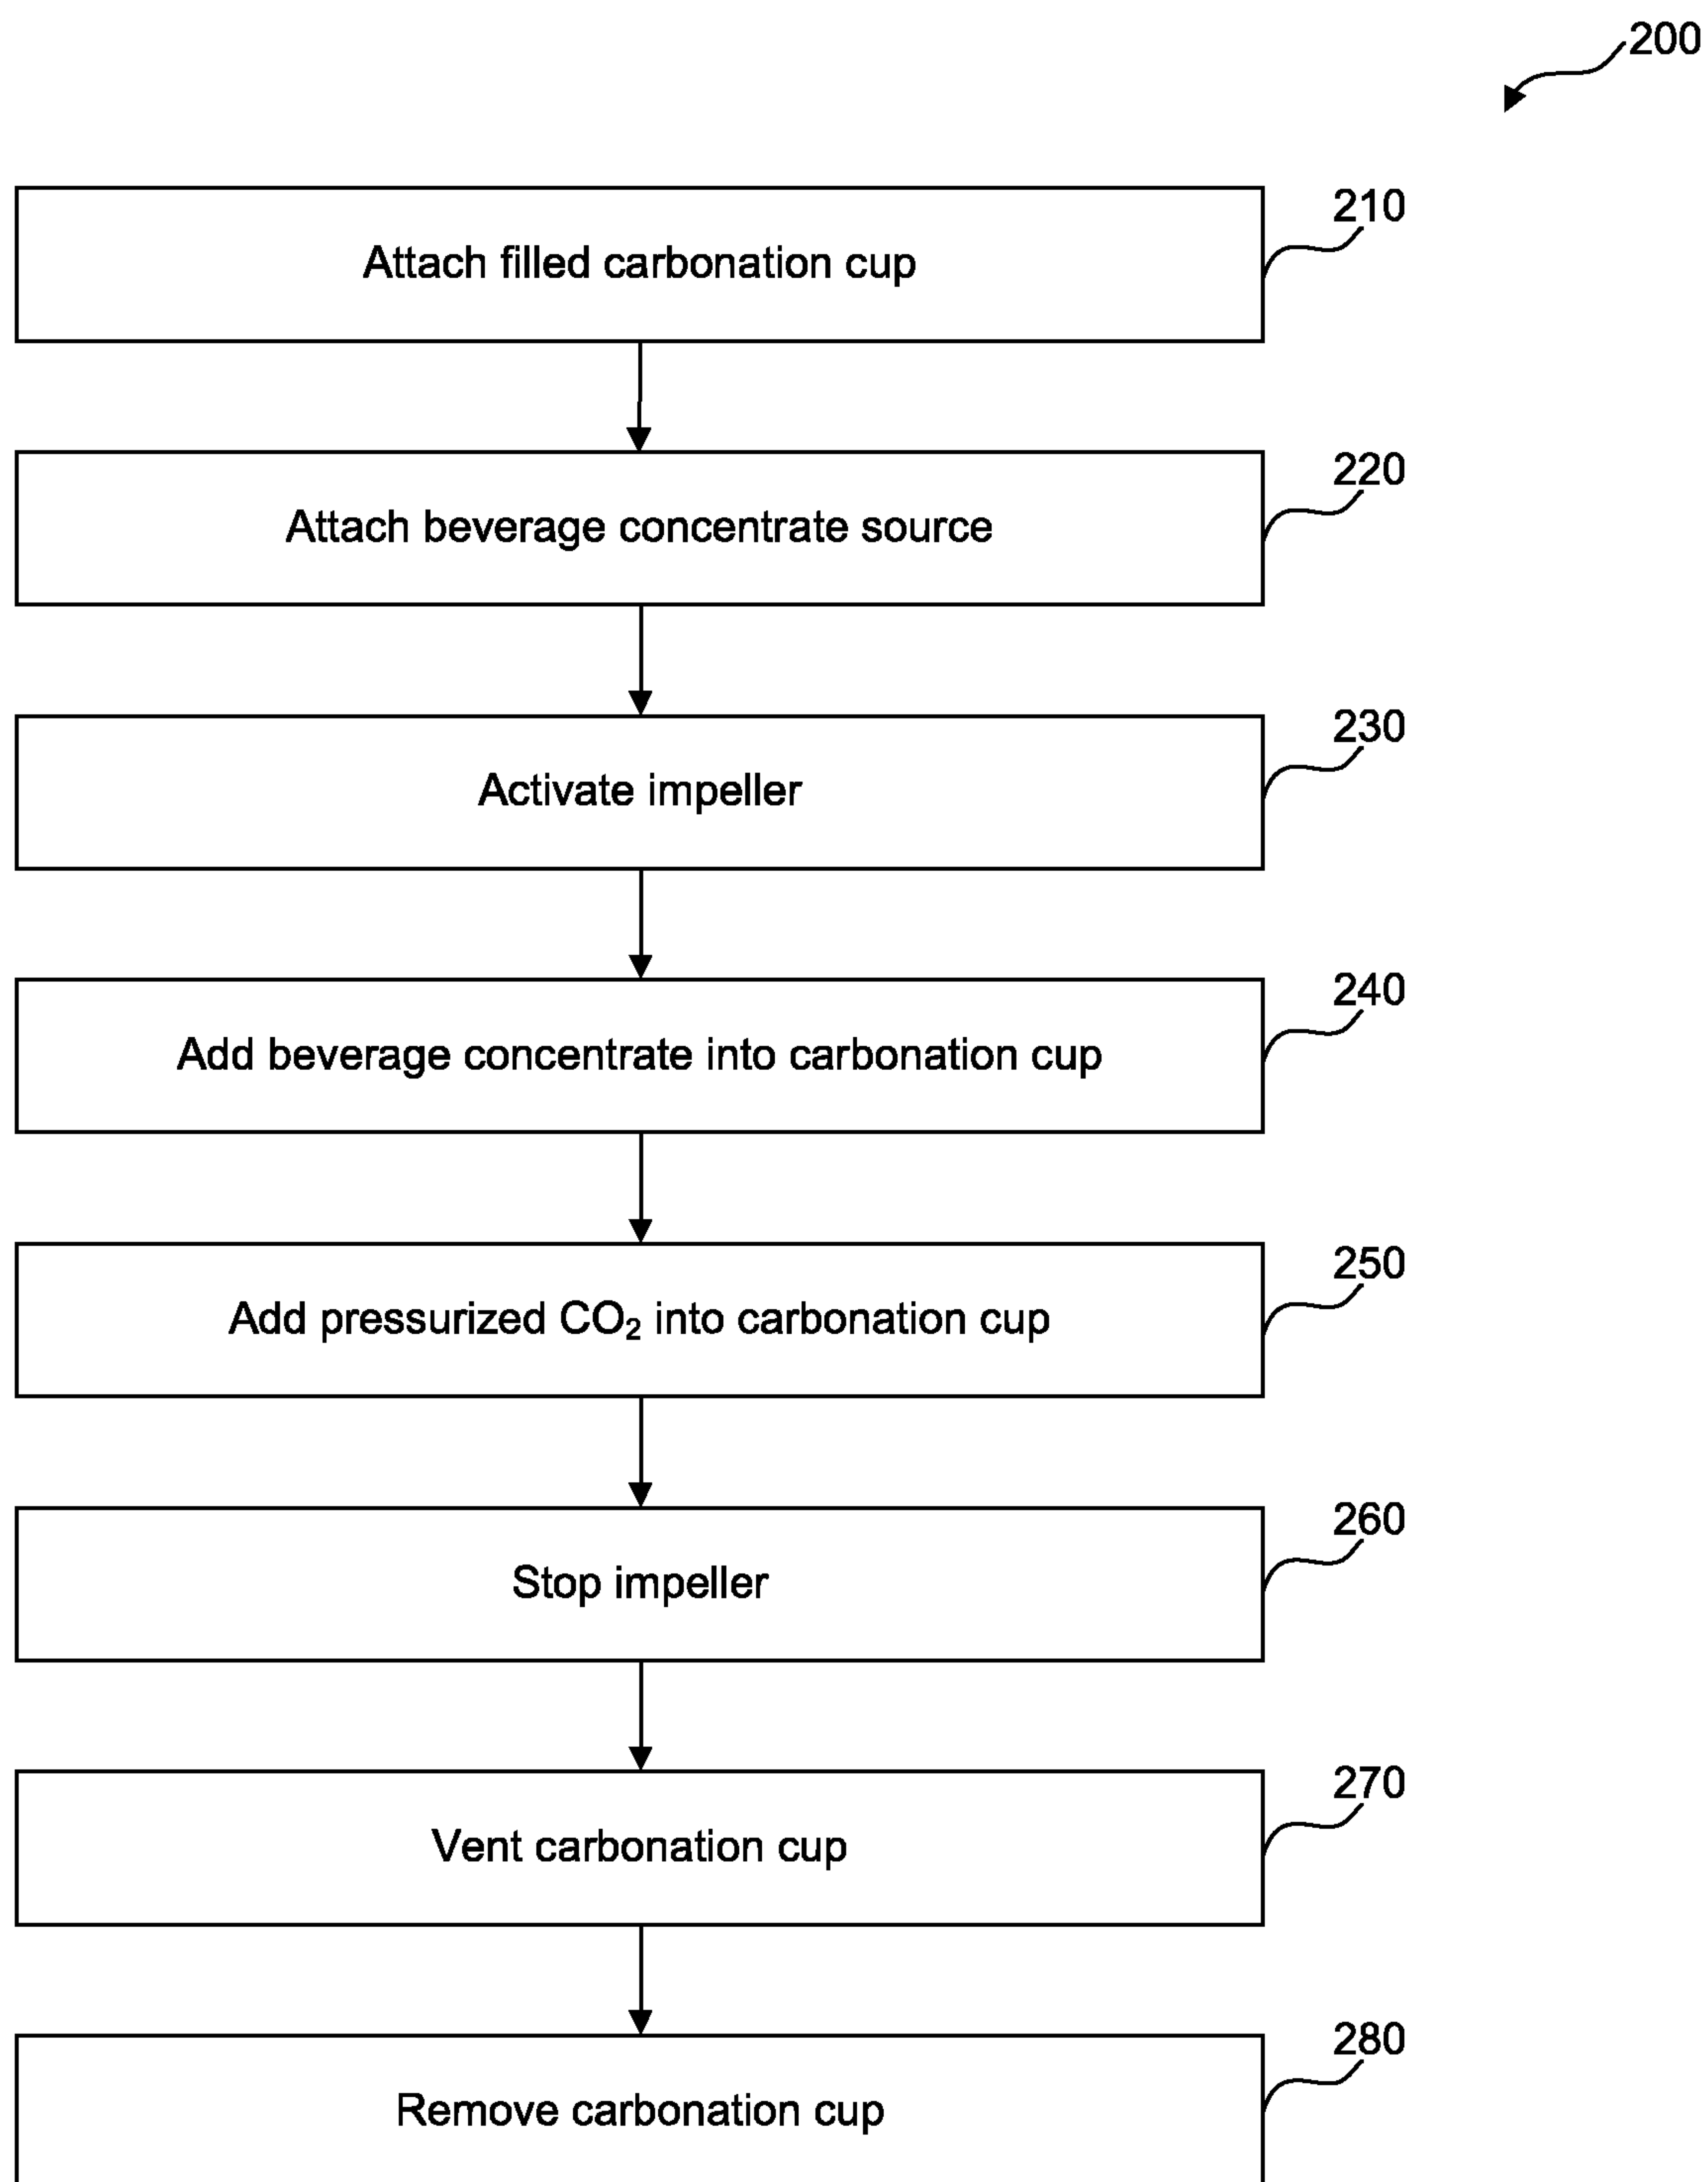 200
210
Attach filled carbonation cup
220
Attach beverage concentrate source
230
Activate impeller
240
Add beverage concentrate into carbonation cup
250
Add pressurized CO₂ into carbonation cup
260
Stop impeller
270
Vent carbonation cup
280
Remove carbonation cup